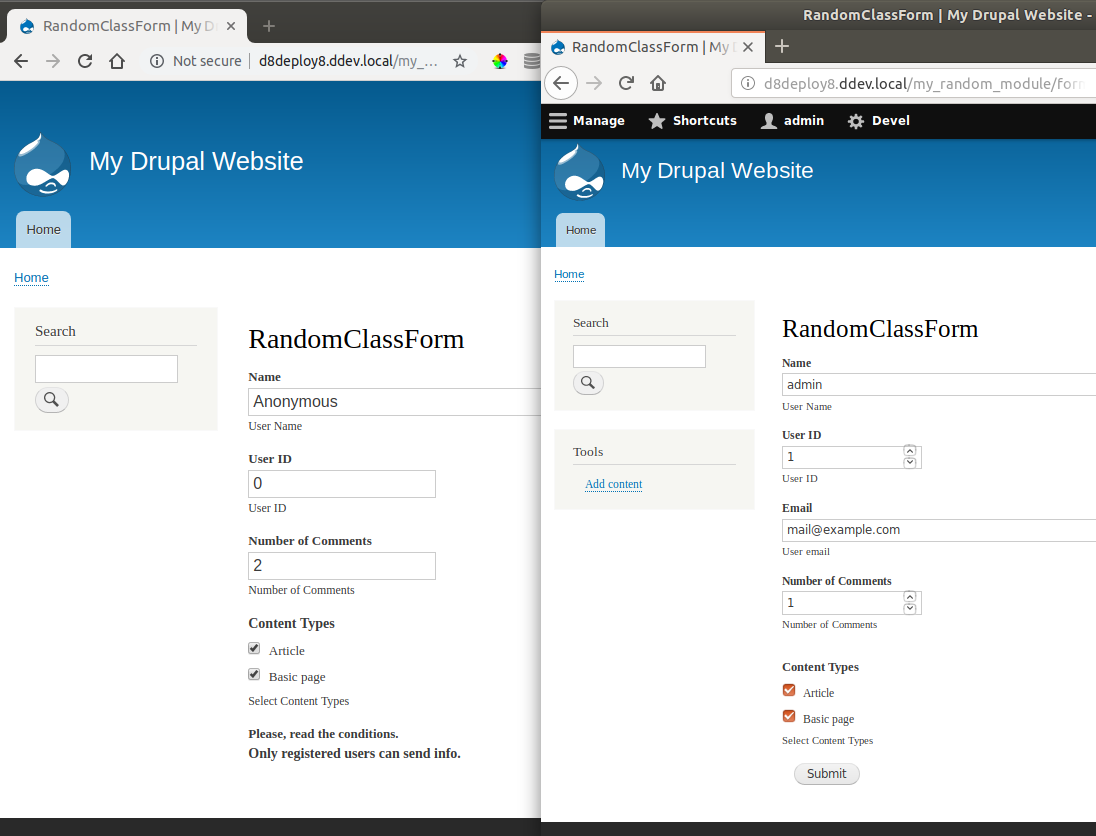 RandomClassForm | My D
Not secure
d8deploy8.ddev.local/my_...
My Drupal Website
Home
Home
Search
RandomClassForm
Name
Anonymous
User Name
User ID
0
User ID
Number of Comments
2
Number of Comments
Content Types
Article
Basic page
Select Content Types
Please, read the conditions.
Only registered users can send info.
RandomClassForm | My Drupal Website -
RandomClassForm | My D
d8deploy8.ddev.local/my_random_module/form
Manage
Shortcuts
admin
Devel
My Drupal Website
Home
Home
Search
Tools
Add content
RandomClassForm
Name
admin
User Name
User ID
1
User ID
Email
mail@example.com
User email
Number of Comments
1
Number of Comments
Content Types
Article
Basic page
Select Content Types
Submit